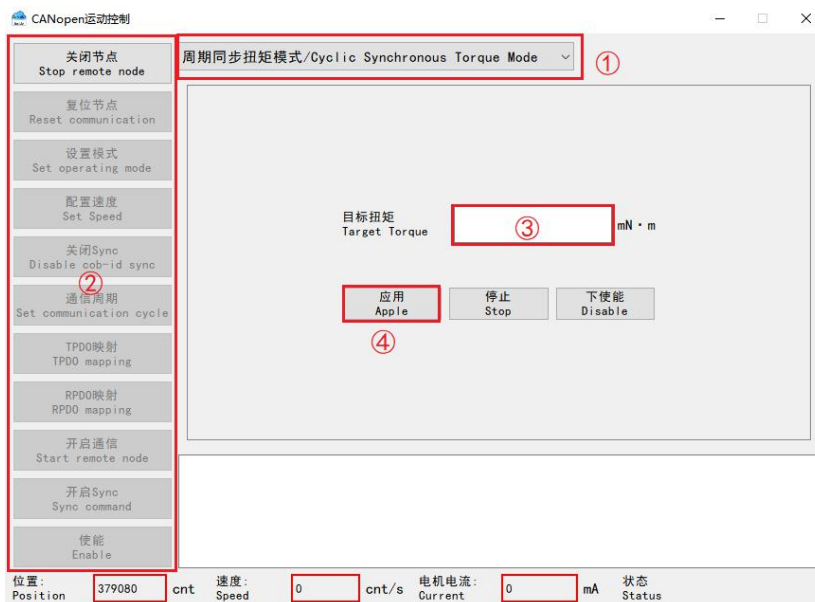 CANopen运动控制
关闭节点
Stop remote node
复位节点
Reset communication
设置模式
Set operating mode
配置速度
Set Speed
关闭Sync
Disable cob-id sync
②
通信周期
Set communication cycle
TPDO映射
TPDO mapping
RPDO映射
RPDO mapping
开启通信
Start remote node
开启Sync
Sync command
使能
Enable
周期同步扭矩模式/Cyclic Synchronous Torque Mode
①
目标扭矩
Target Torque
③
mN·m
应用
Apple
停止
Stop
下使能
Disable
④
位置:
Position
379080
cnt
速度:
Speed
0
cnt/s
电机电流:
Current
0
mA
状态
Status